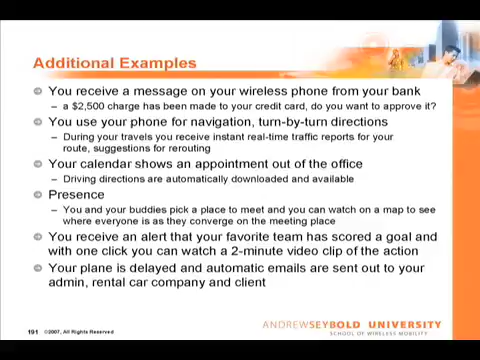 Additional Examples
You receive a message on your wireless phone from your bank
– a $2,500 charge has been made to your credit card, do you want to approve it?
You use your phone for navigation, turn-by-turn directions
– During your travels you receive instant real-time traffic reports for your
route, suggestions for rerouting
Your calendar shows an appointment out of the office
– Driving directions are automatically downloaded and available
Presence
– You and your buddies pick a place to meet and you can watch on a map to see
where everyone is as they converge on the meeting place
You receive an alert that your favorite team has scored a goal and
with one click you can watch a 2-minute video clip of the action
Your plane is delayed and automatic emails are sent out to your
admin, rental car company and client
191 ©2007, All Rights Reserved
ANDREWSEYBOLD UNIVERSITY
SCHOOL OF WIRELESS MOBILITY